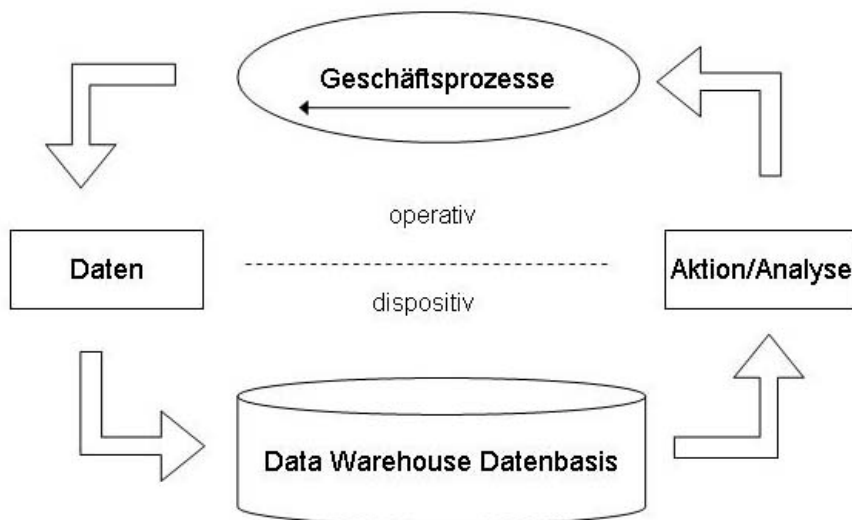 Geschäftsprozesse
operativ
Daten
Aktion/Analyse
dispositiv
Data Warehouse Datenbasis